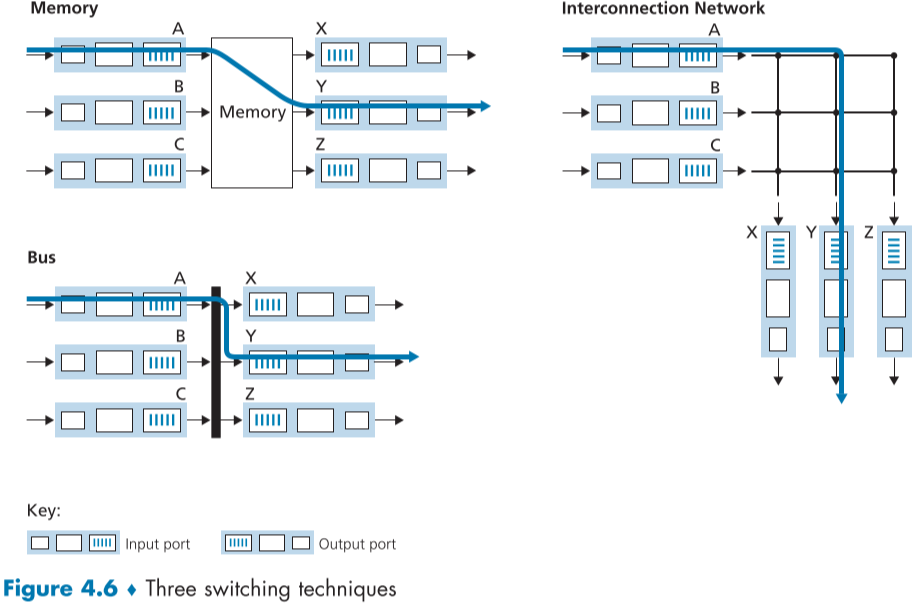 Memory
A
X
B
Y
Memory
C
Z
Interconnection Network
A
B
C
X
Y
Z
Bus
A
X
B
Y
C
Z
Key:
Input port
Output port
Figure 4.6 ♦ Three switching techniques